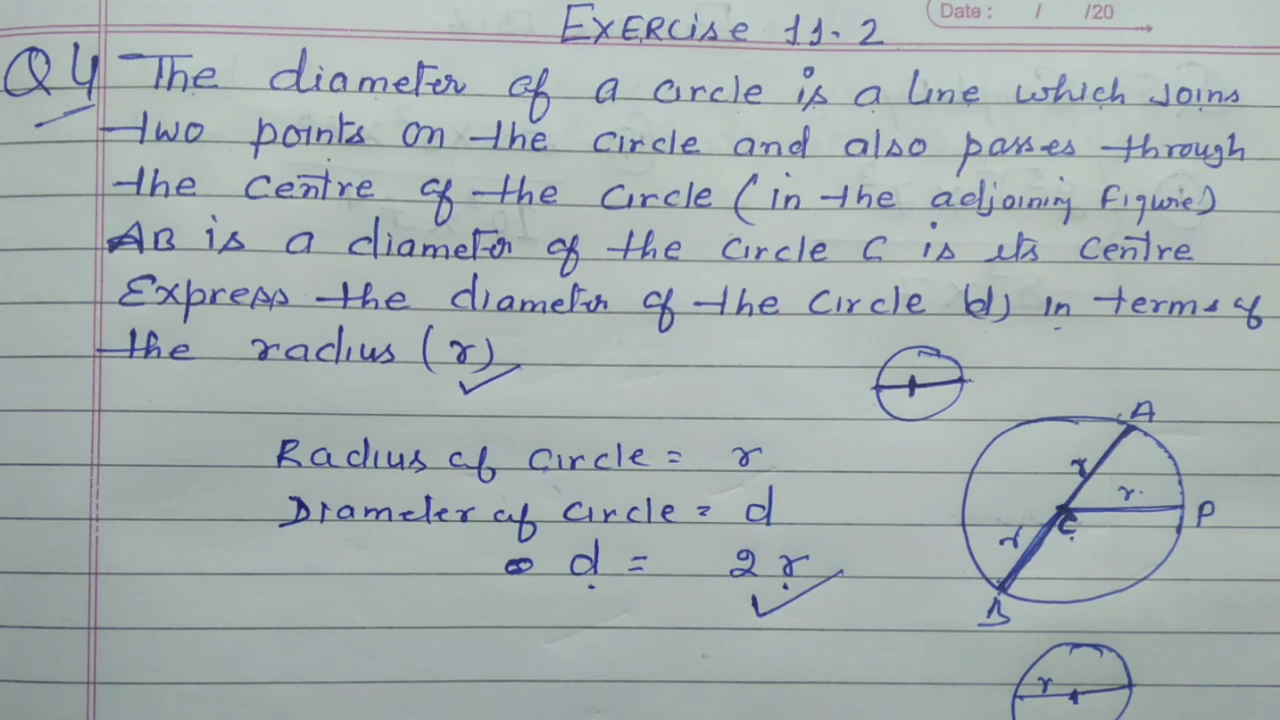 Date : / /20
Exercise 11.2
Q4 The diameter of a circle is a line which joins
two points on the circle and also passes through
the centre of the circle (in the adjoining figure)
AB is a diameter of the circle C is its centre
Express the diameter of the circle (d) in terms of
the radius (r)
A
Radius of circle = r
r
r
Diameter of circle = d
C
P
r
d = 2r
B
r